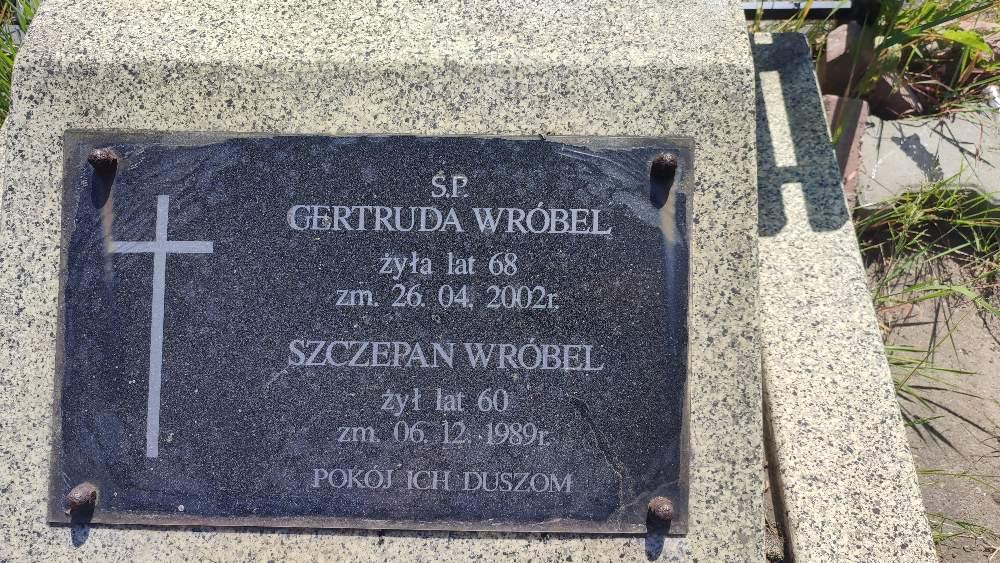 Ś.P.
GERTRUDA WRÓBEL
żyła lat 68
zm. 26. 04. 2002r.
SZCZEPAN WRÓBEL
żył lat 60
zm. 06. 12. 1989r.
POKÓJ ICH DUSZOM